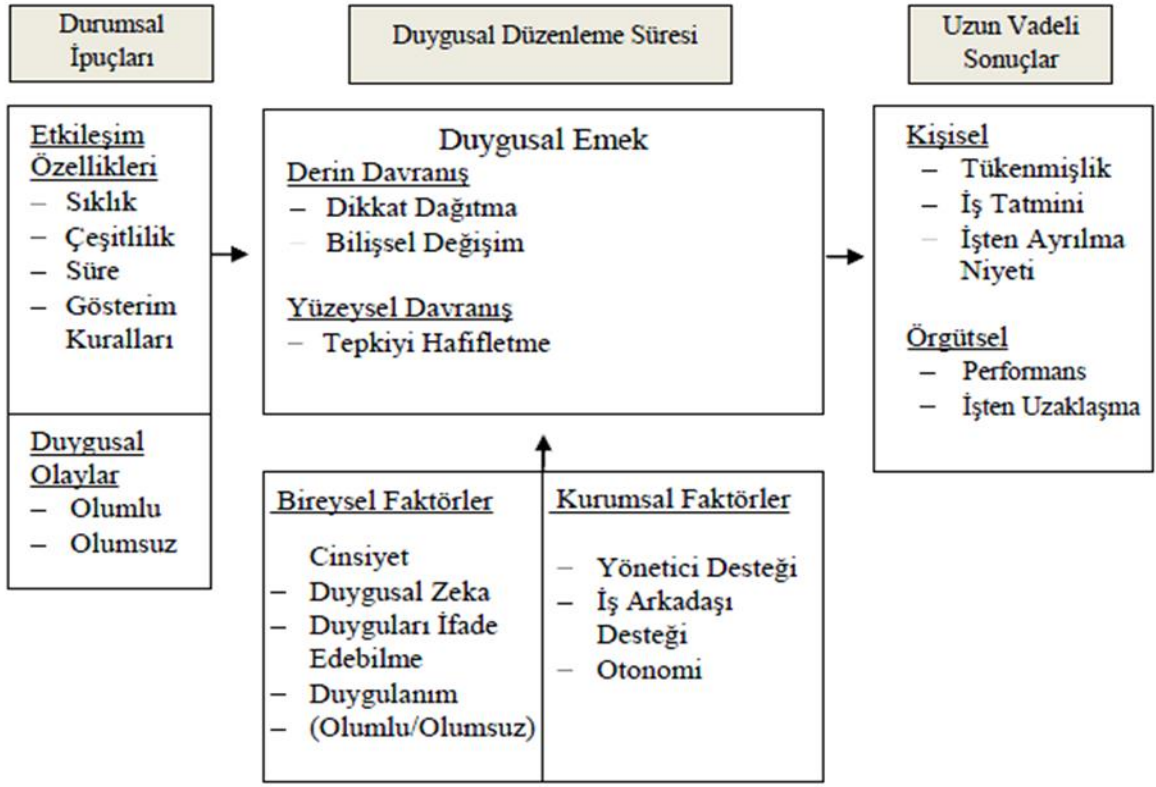 Durumsal
İpuçları
Duygusal Düzenleme Süresi
Uzun Vadeli
Sonuçlar
Etkileşim
Özellikleri
– Sıklık
– Çeşitlilik
– Süre
– Gösterim
Kuralları
Duygusal
Olaylar
– Olumlu
– Olumsuz
Duygusal Emek
Derin Davranış
– Dikkat Dağıtma
– Bilişsel Değişim
Yüzeysel Davranış
– Tepkiyi Hafifletme
Bireysel Faktörler
Cinsiyet
– Duygusal Zeka
– Duyguları İfade
Edebilme
– Duygulanım
– (Olumlu/Olumsuz)
Kurumsal Faktörler
– Yönetici Desteği
– İş Arkadaşı
Desteği
– Otonomi
Kişisel
– Tükenmişlik
– İş Tatmini
– İşten Ayrılma
Niyeti
Örgütsel
– Performans
– İşten Uzaklaşma